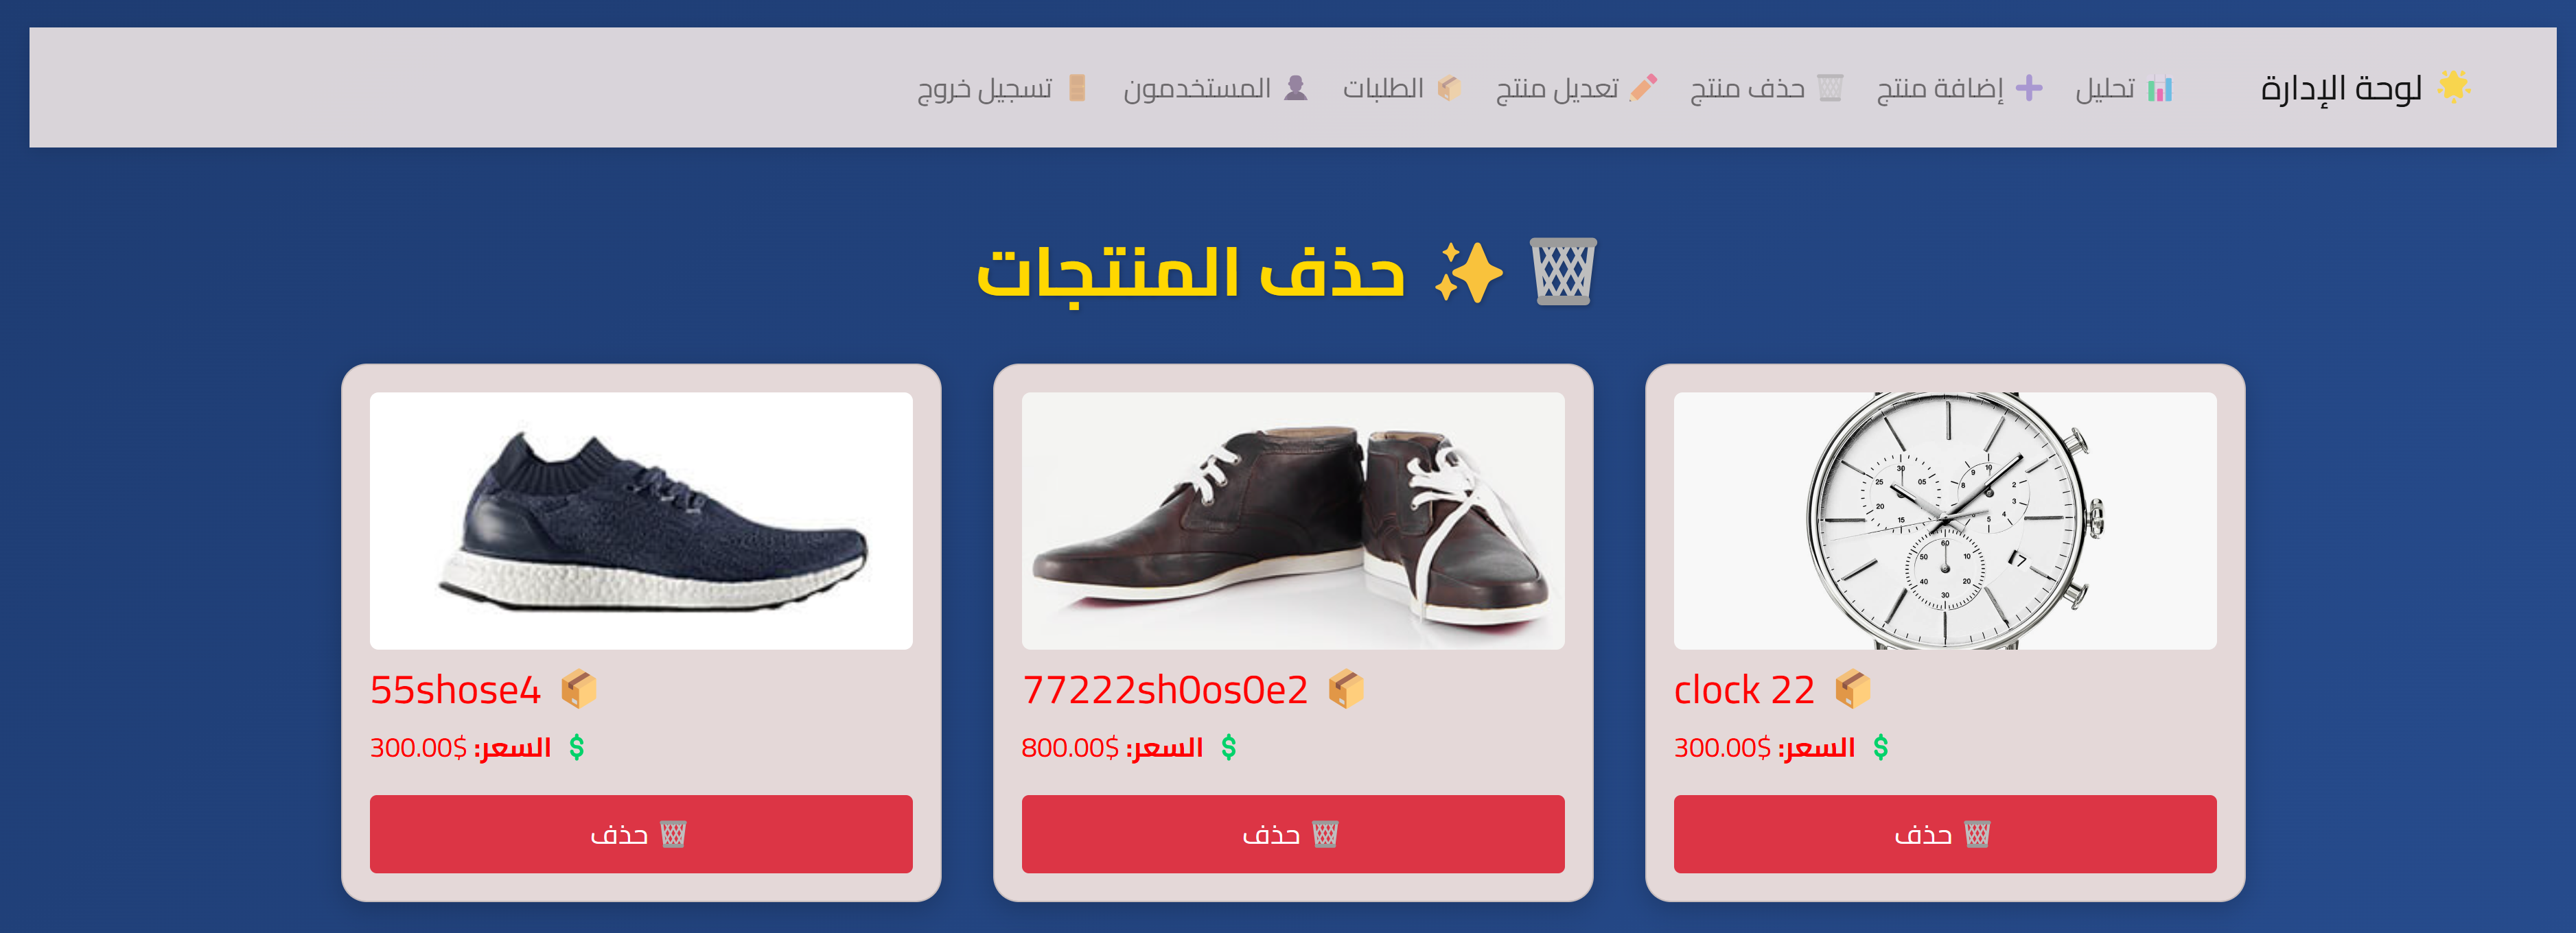 🌟 لوحة الإدارة
📊 تحليل
➕ إضافة منتج
🗑️ حذف منتج
✏️ تعديل منتج
📦 الطلبات
👤 المستخدمون
🚪 تسجيل خروج
🗑️ ✨ حذف المنتجات
clock 22 📦
💲 السعر: 300.00$
🗑️ حذف
77222sh0os0e2 📦
💲 السعر: 800.00$
🗑️ حذف
55shose4 📦
💲 السعر: 300.00$
🗑️ حذف